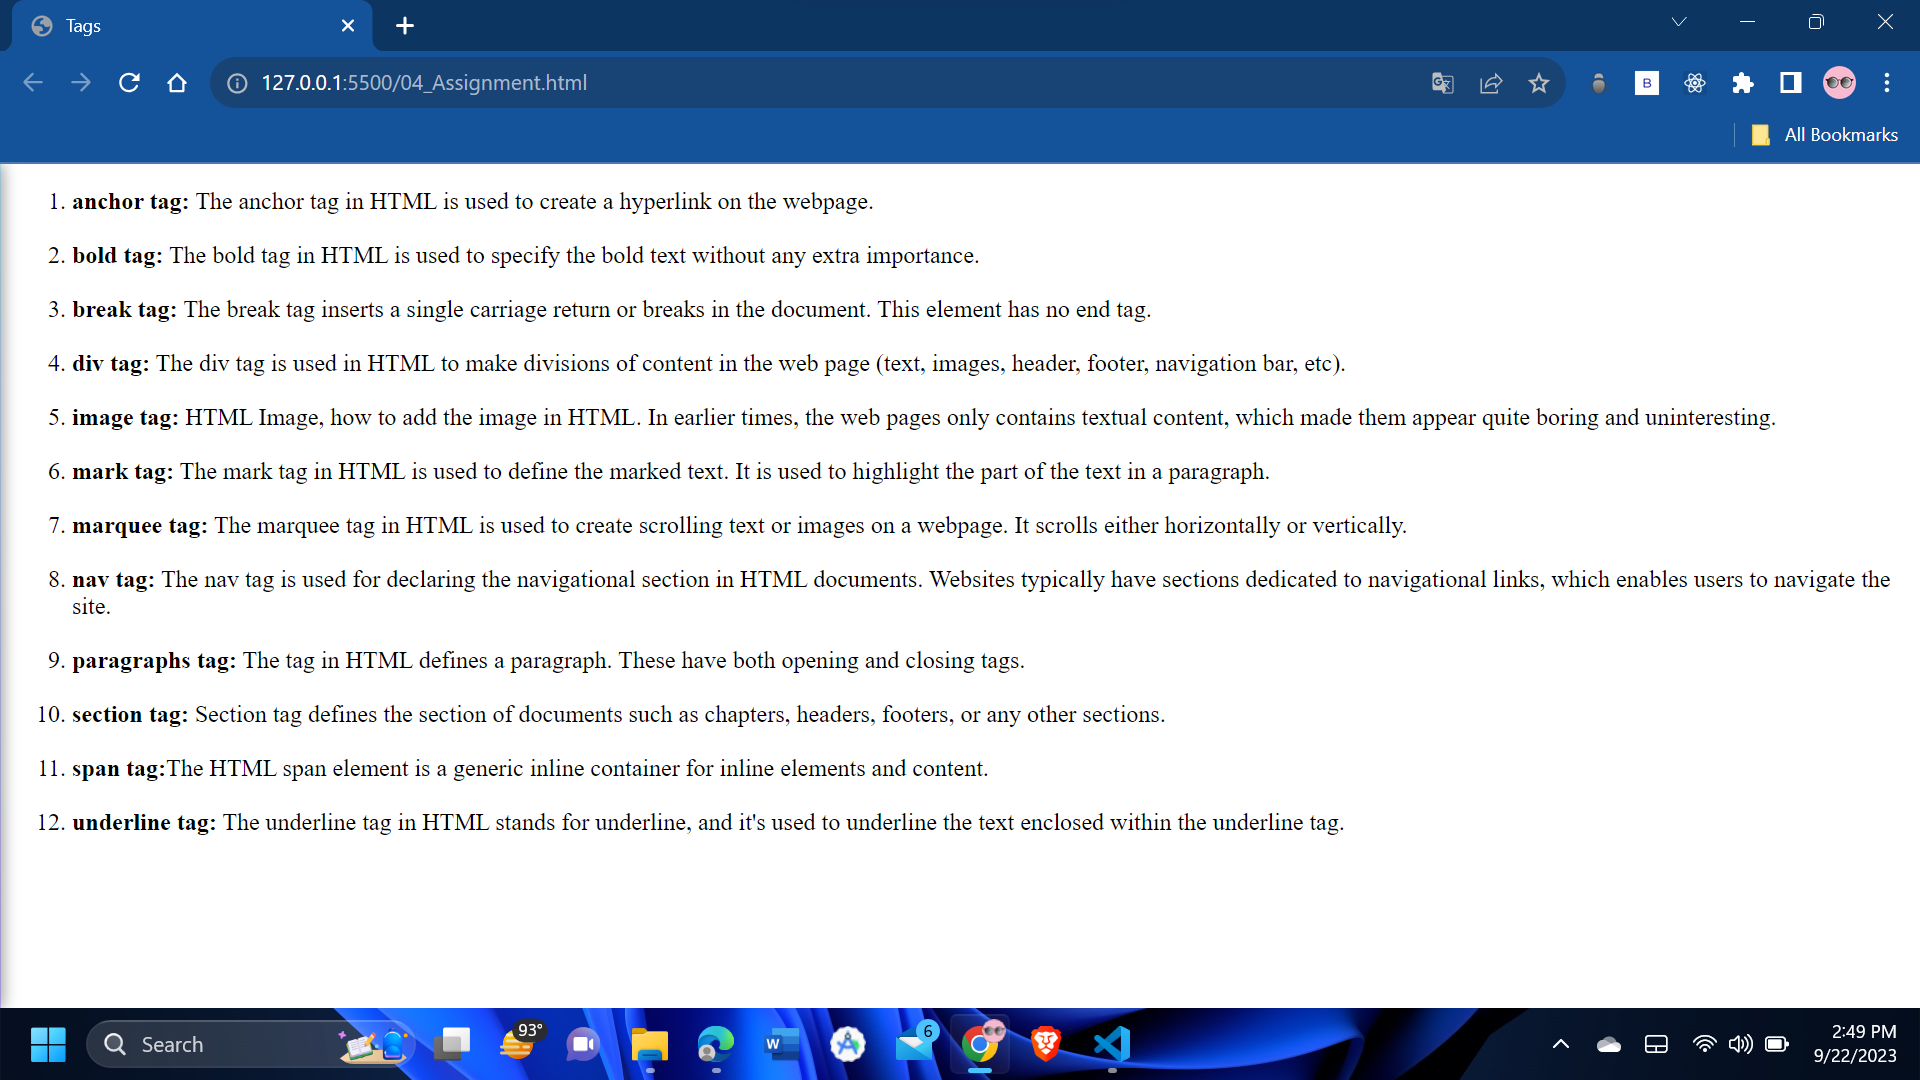 Tags
127.0.0.1:5500/04_Assignment.html
B
All Bookmarks
1. anchor tag: The anchor tag in HTML is used to create a hyperlink on the webpage.
2. bold tag: The bold tag in HTML is used to specify the bold text without any extra importance.
3. break tag: The break tag inserts a single carriage return or breaks in the document. This element has no end tag.
4. div tag: The div tag is used in HTML to make divisions of content in the web page (text, images, header, footer, navigation bar, etc).
5. image tag: HTML Image, how to add the image in HTML. In earlier times, the web pages only contains textual content, which made them appear quite boring and uninteresting.
6. mark tag: The mark tag in HTML is used to define the marked text. It is used to highlight the part of the text in a paragraph.
7. marquee tag: The marquee tag in HTML is used to create scrolling text or images on a webpage. It scrolls either horizontally or vertically.
8. nav tag: The nav tag is used for declaring the navigational section in HTML documents. Websites typically have sections dedicated to navigational links, which enables users to navigate the
site.
9. paragraphs tag: The tag in HTML defines a paragraph. These have both opening and closing tags.
10. section tag: Section tag defines the section of documents such as chapters, headers, footers, or any other sections.
11. span tag:The HTML span element is a generic inline container for inline elements and content.
12. underline tag: The underline tag in HTML stands for underline, and it's used to underline the text enclosed within the underline tag.
Search
93°
W
6
2:49 PM
9/22/2023